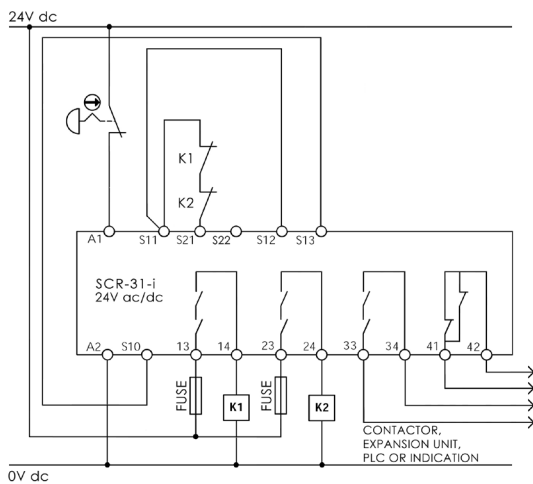 24V dc
K1
K2
A1 S11 S21 S22 S12 S13
SCR-31-i
24V ac/dc
A2 S10 13 14 23 24 33 34 41 42
FUSE
K1
FUSE
K2
CONTACTOR,
EXPANSION UNIT,
PLC OR INDICATION
0V dc